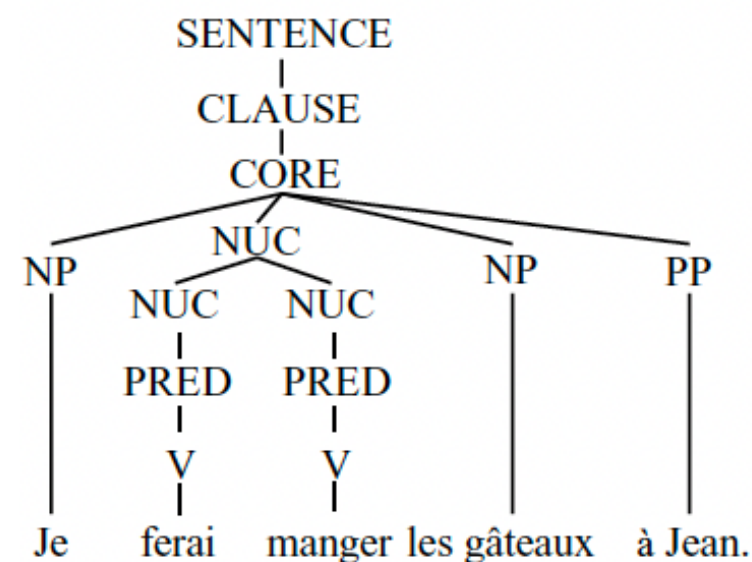 SENTENCE
CLAUSE
CORE
NUC
NP NP PP
NUC NUC
PRED PRED
V V
Je ferai manger les gâteaux à Jean.